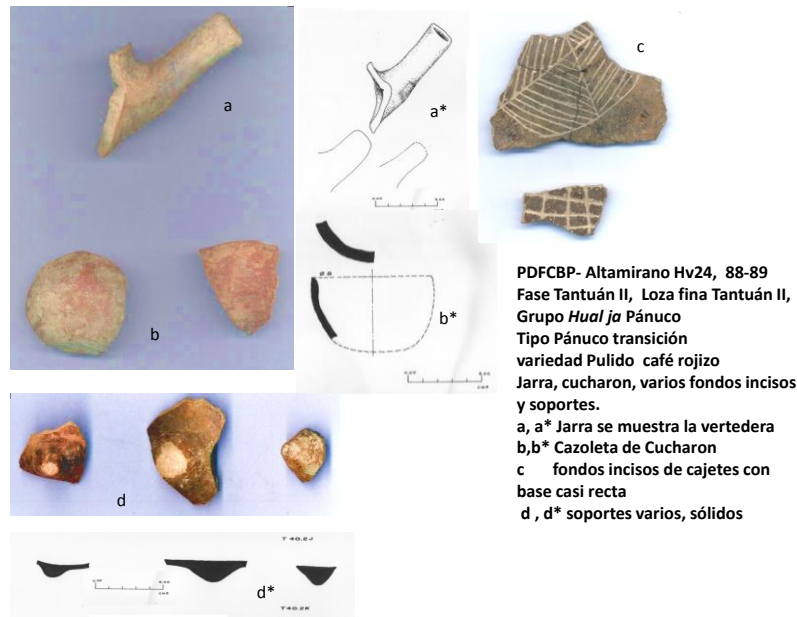 a
a*
c
b
Ø 8
b*
PDFCBP- Altamirano Hv24, 88-89
Fase Tantuán II, Loza fina Tantuán II,
Grupo Hual ja Pánuco
Tipo Pánuco transición
variedad Pulido café rojizo
Jarra, cucharon, varios fondos incisos
y soportes.
a, a* Jarra se muestra la vertedera
b,b* Cazoleta de Cucharon
c fondos incisos de cajetes con
base casi recta
d , d* soportes varios, sólidos
d
T 40.2J
d*
T40.2K